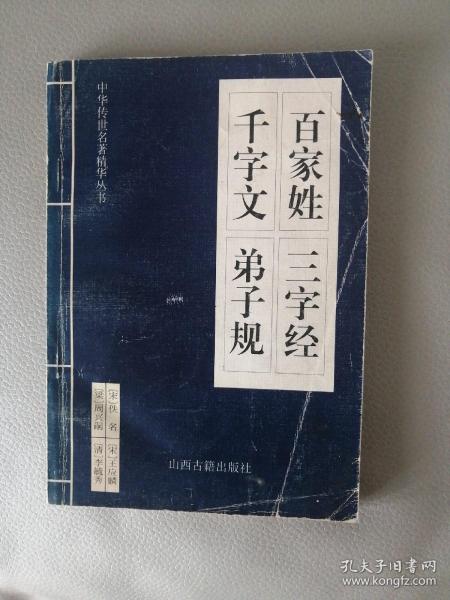 中华传世名著精华丛书
百家姓
三字经
千字文
弟子规
[宋]佚名
[宋]王应麟
[梁]周兴嗣
[清]李毓秀
山西古籍出版社
孔夫子旧书网
www.kongfz.com